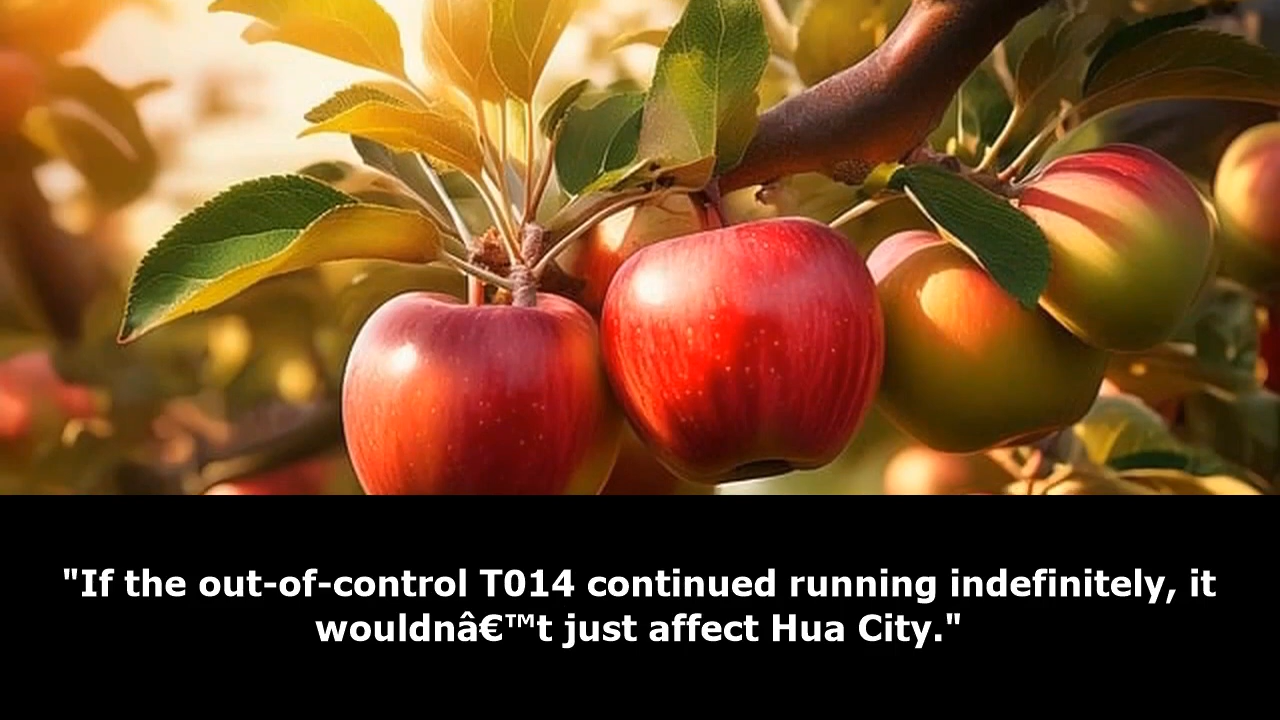 "If the out-of-control T014 continued running indefinitely, it
wouldnâ€™t just affect Hua City."